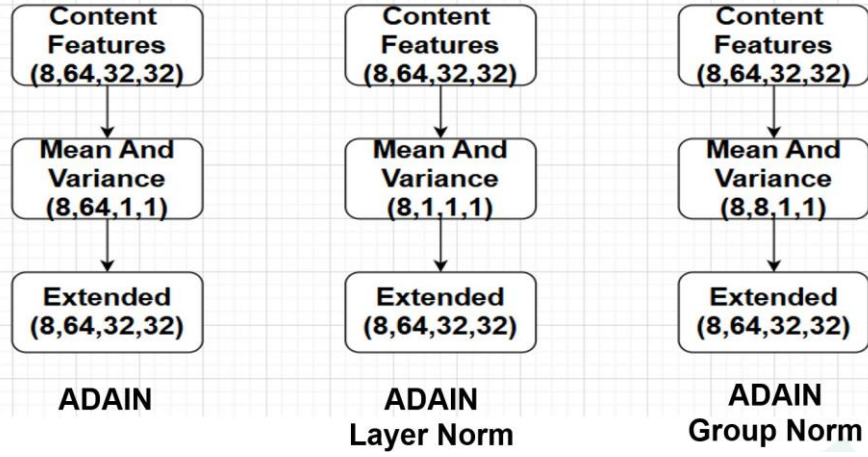 Content
Features
(8,64,32,32)
Mean And
Variance
(8,64,1,1)
Extended
(8,64,32,32)
ADAIN
Content
Features
(8,64,32,32)
Mean And
Variance
(8,1,1,1)
Extended
(8,64,32,32)
ADAIN
Layer Norm
Content
Features
(8,64,32,32)
Mean And
Variance
(8,8,1,1)
Extended
(8,64,32,32)
ADAIN
Group Norm